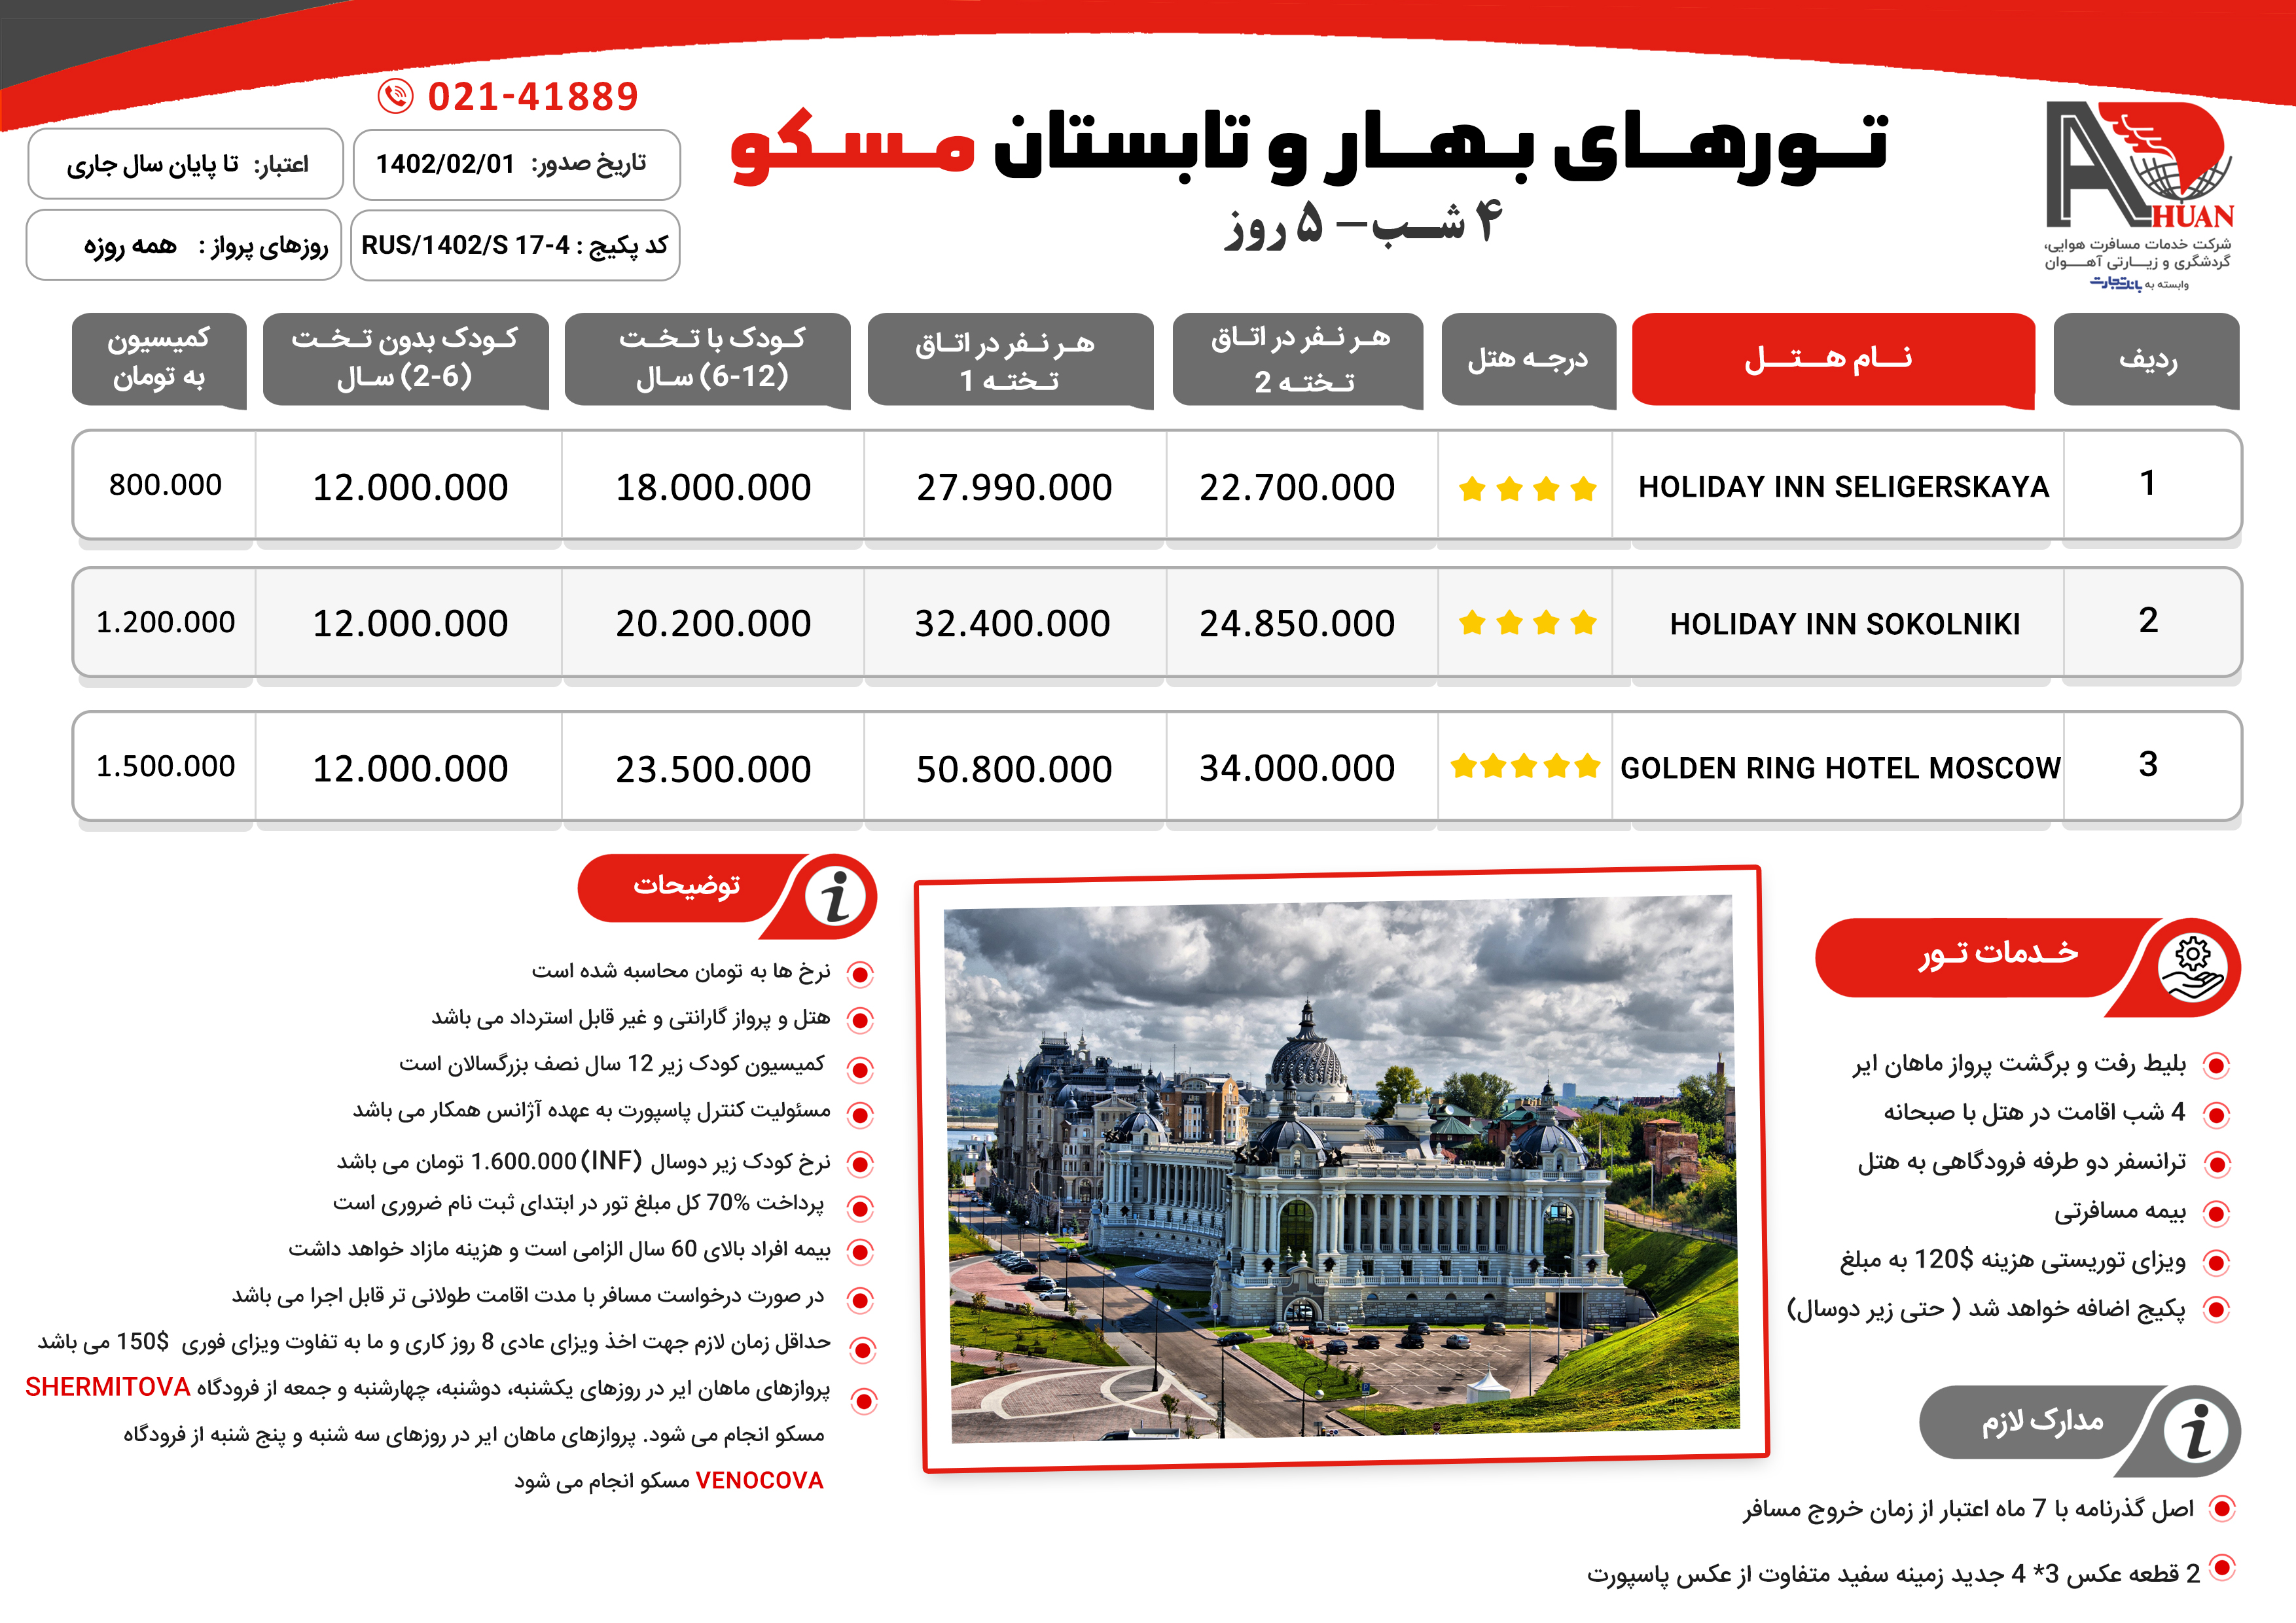 021-41889
تورهای بهار و تابستان مسکو
۴ شب – ۵ روز
تاریخ صدور: 1402/02/01
اعتبار: تا پایان سال جاری
کد پکیج : RUS/1402/S 17-4
روزهای پرواز : همه روزه
AHUAN
شرکت خدمات مسافرت هوایی،
گردشگری و زیارتی آهوان
وابسته به بانک تجارت
ردیف نام هتل درجه هتل هر نفر در اتاق 2 تخته هر نفر در اتاق 1 تخته کودک با تخت (6-12) سال کودک بدون تخت (2-6) سال کمیسیون به تومان
1 HOLIDAY INN SELIGERSKAYA 22.700.000 27.990.000 18.000.000 12.000.000 800.000
2 HOLIDAY INN SOKOLNIKI 24.850.000 32.400.000 20.200.000 12.000.000 1.200.000
3 GOLDEN RING HOTEL MOSCOW 34.000.000 50.800.000 23.500.000 12.000.000 1.500.000
خدمات تور
بلیط رفت و برگشت پرواز ماهان ایر
4 شب اقامت در هتل با صبحانه
ترانسفر دو طرفه فرودگاهی به هتل
بیمه مسافرتی
ویزای توریستی هزینه 120$ به مبلغ
پکیج اضافه خواهد شد ( حتی زیر دوسال)
مدارک لازم
اصل گذرنامه با 7 ماه اعتبار از زمان خروج مسافر
2 قطعه عکس 3* 4 جدید زمینه سفید متفاوت از عکس پاسپورت
توضیحات
نرخ ها به تومان محاسبه شده است
هتل و پرواز گارانتی و غیر قابل استرداد می باشد
کمیسیون کودک زیر 12 سال نصف بزرگسالان است
مسئولیت کنترل پاسپورت به عهده آژانس همکار می باشد
نرخ کودک زیر دوسال (INF) 1.600.000 تومان می باشد
پرداخت 70% کل مبلغ تور در ابتدای ثبت نام ضروری است
بیمه افراد بالای 60 سال الزامی است و هزینه مازاد خواهد داشت
در صورت درخواست مسافر با مدت اقامت طولانی تر قابل اجرا می باشد
حداقل زمان لازم جهت اخذ ویزای عادی 8 روز کاری و ما به تفاوت ویزای فوری 150$ می باشد
پروازهای ماهان ایر در روزهای یکشنبه، دوشنبه، چهارشنبه و جمعه از فرودگاه SHERMITOVA
مسکو انجام می شود. پروازهای ماهان ایر در روزهای سه شنبه و پنج شنبه از فرودگاه
VENOCOVA مسکو انجام می شود